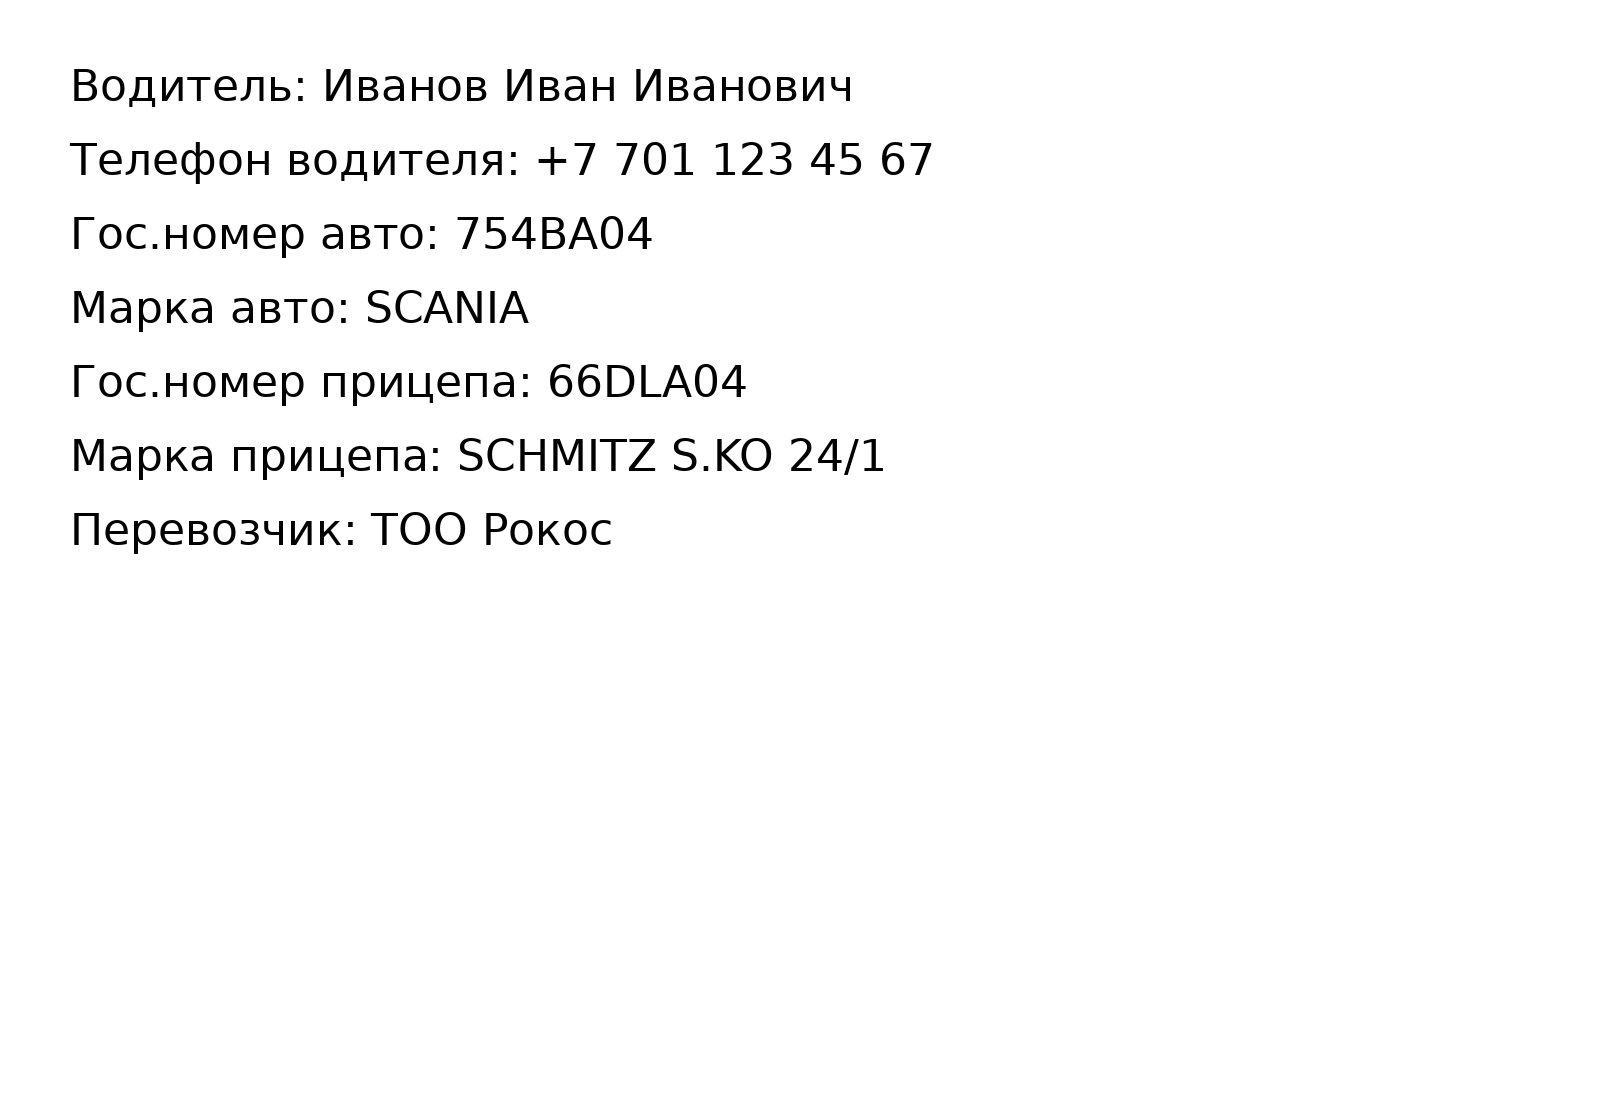 Водитель: Иванов Иван Иванович
Телефон водителя: +7 701 123 45 67
Гос.номер авто: 754BA04
Марка авто: SCANIA
Гос.номер прицепа: 66DLA04
Марка прицепа: SCHMITZ S.KO 24/1
Перевозчик: ТОО Рокос